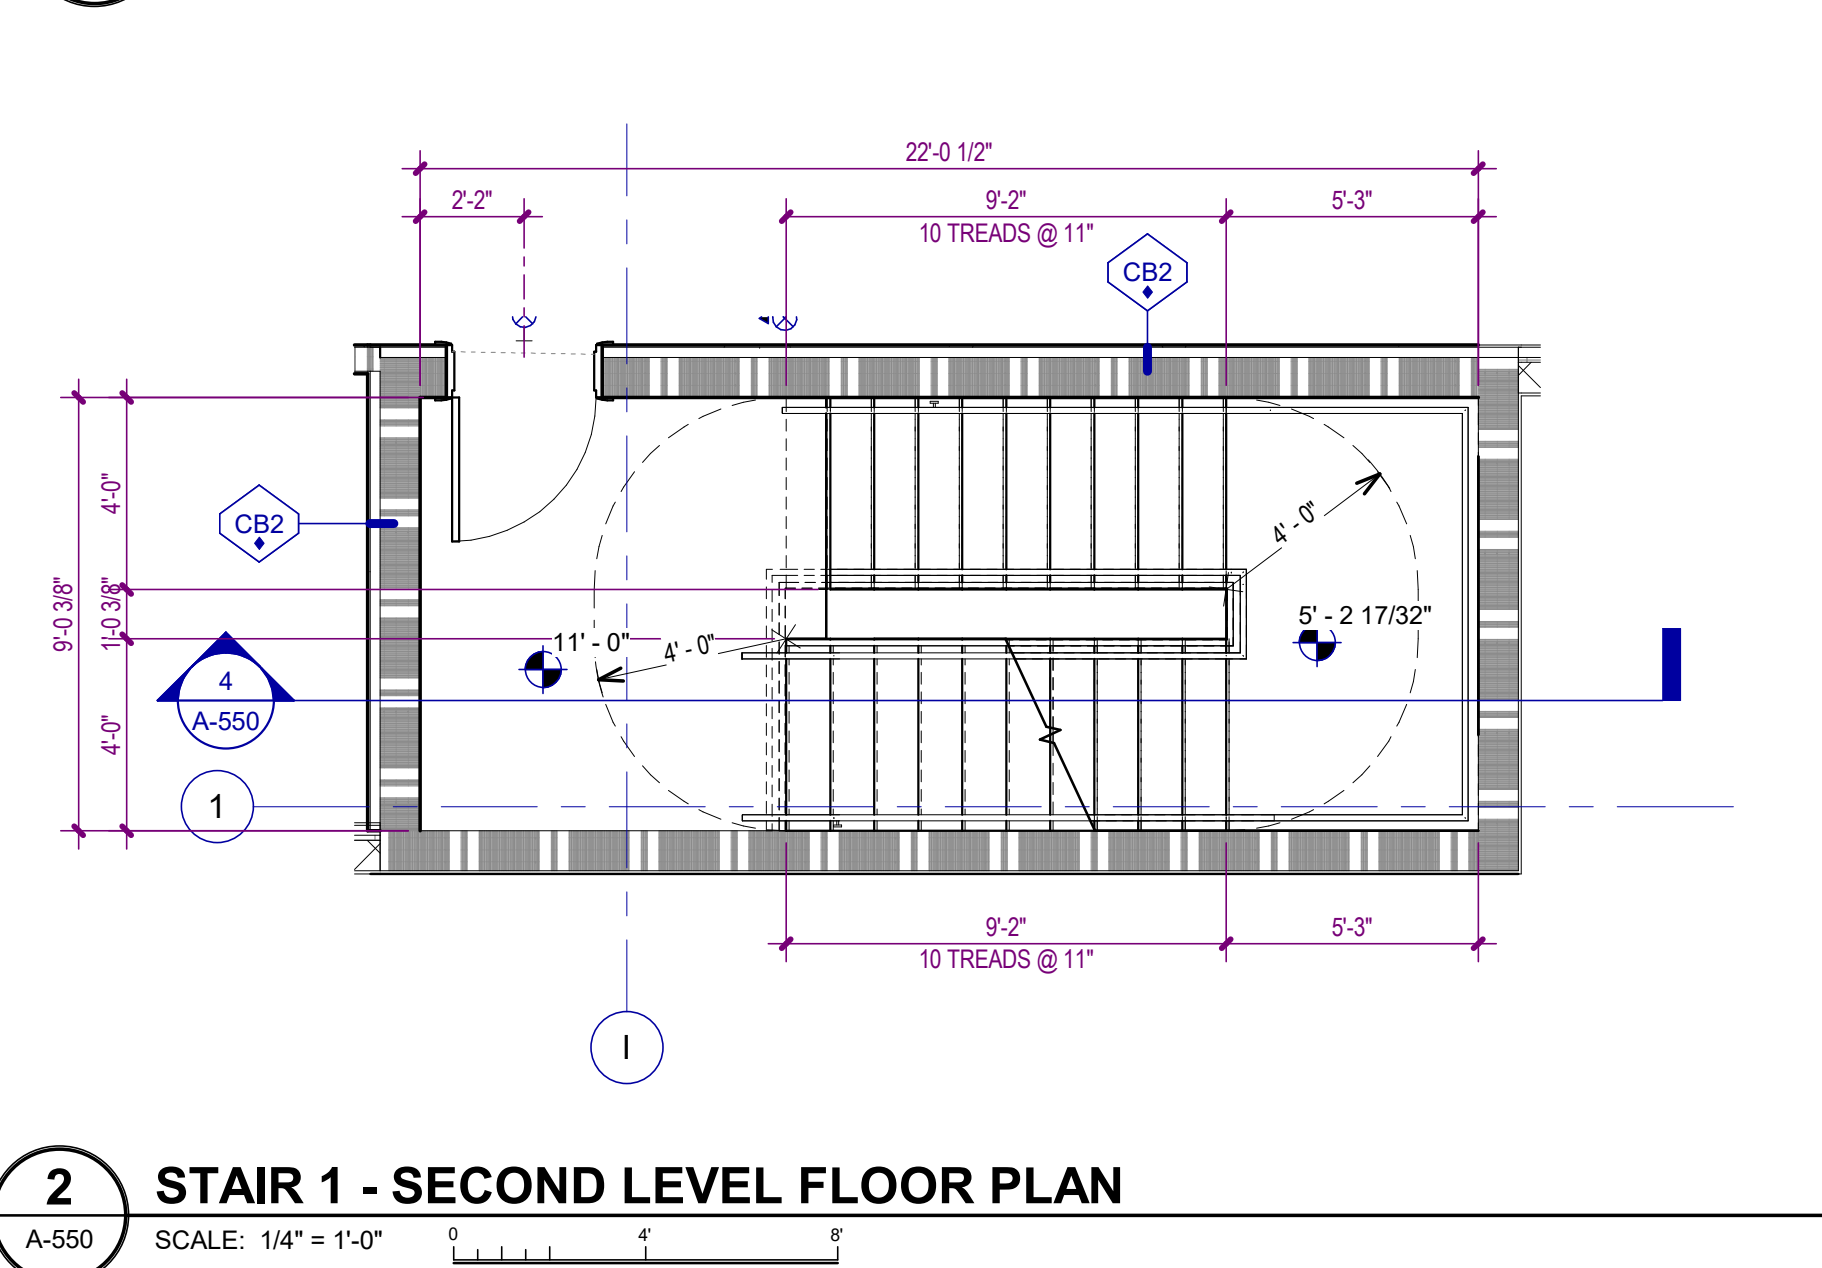 22'-0 1/2"
2'-2"
9'-2"
5'-3"
10 TREADS @ 11"
CB2
4'-0"
CB2
4' - 0"
9'-0 3/8"
1'-0 3/8"
11' - 0"
4' - 0"
5' - 2 17/32"
4
A-550
4'-0"
1
9'-2"
5'-3"
10 TREADS @ 11"
I
2
STAIR 1 - SECOND LEVEL FLOOR PLAN
A-550
SCALE: 1/4" = 1'-0"
0 4' 8'